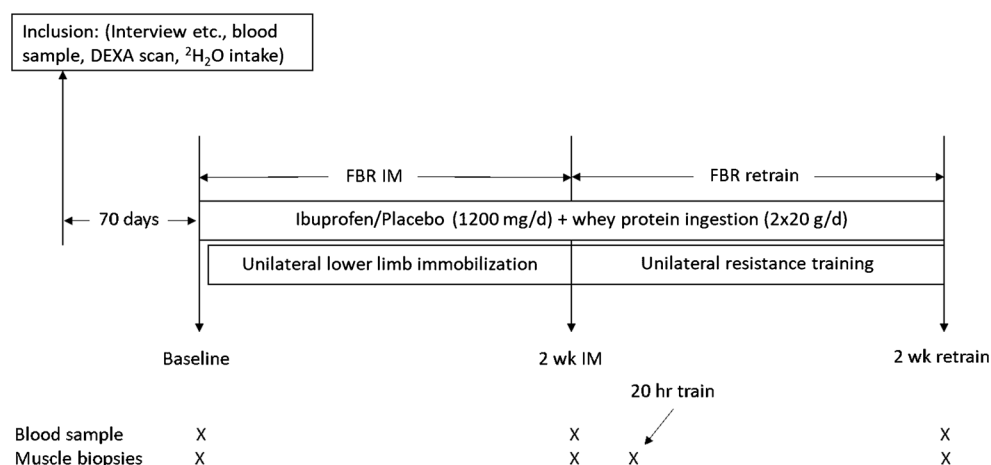 Inclusion: (Interview etc., blood
sample, DEXA scan, ²H₂O intake)
FBR IM
FBR retrain
70 days
Ibuprofen/Placebo (1200 mg/d) + whey protein ingestion (2x20 g/d)
Unilateral lower limb immobilization
Unilateral resistance training
Baseline
2 wk IM
2 wk retrain
20 hr train
Blood sample X X X
Muscle biopsies X X X X